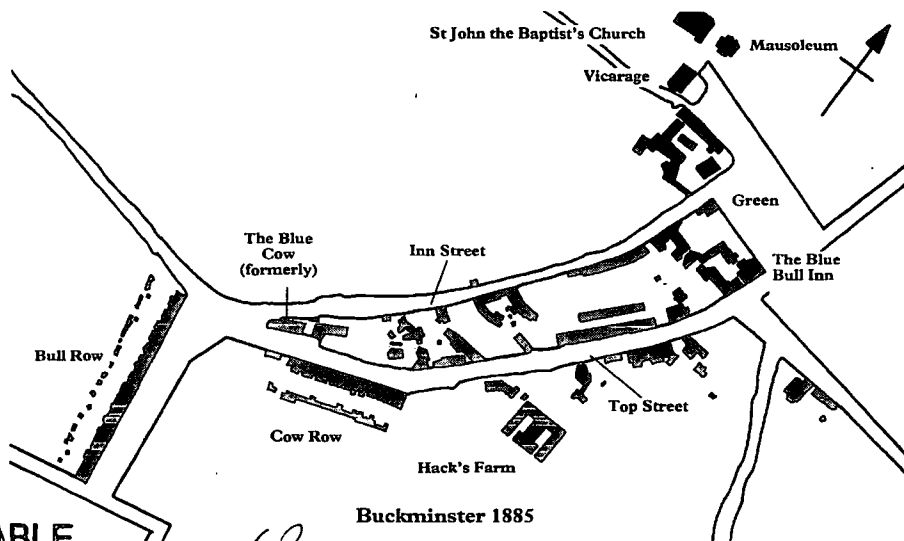 St John the Baptist's Church
Mausoleum
Vicarage
Green
The Blue
Cow
(formerly)
Inn Street
The Blue
Bull Inn
Bull Row
Top Street
Cow Row
Hack's Farm
Buckminster 1885
ABLE